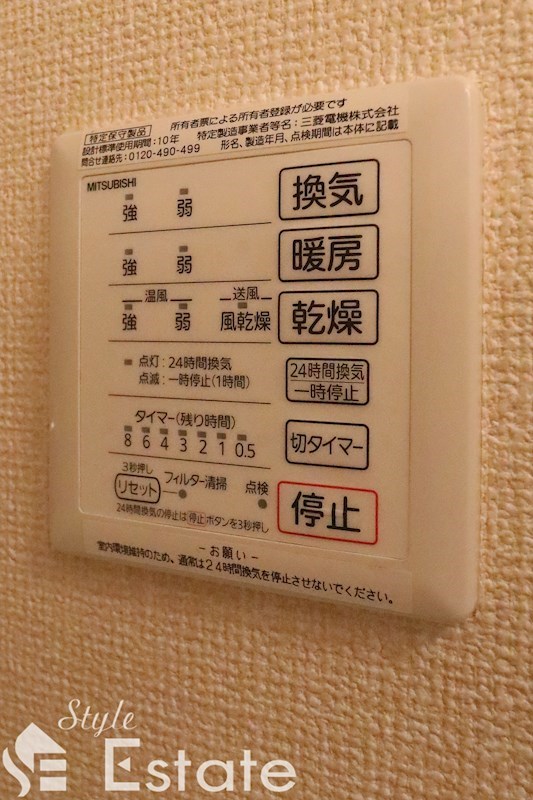 所有者票による所有者登録が必要です
特定保守製品 特定製造事業者等名：三菱電機株式会社
設計標準使用期間：10年 形名、製造年月、点検期間は本体に記載
問合せ連絡先：0120-490-499
MITSUBISHI
強 弱 換気
強 弱 暖房
温風 送風
強 弱 風乾燥 乾燥
点灯：24時間換気
点滅：一時停止(1時間)
24時間換気
一時停止
タイマー(残り時間)
8 6 4 3 2 1 0.5
切タイマー
3秒押し
リセット フィルター清掃 点検
24時間換気の停止は停止ボタンを3秒押し
停止
−お願い−
室内環境維持のため、通常は24時間換気を停止させないでください。
Style
Estate